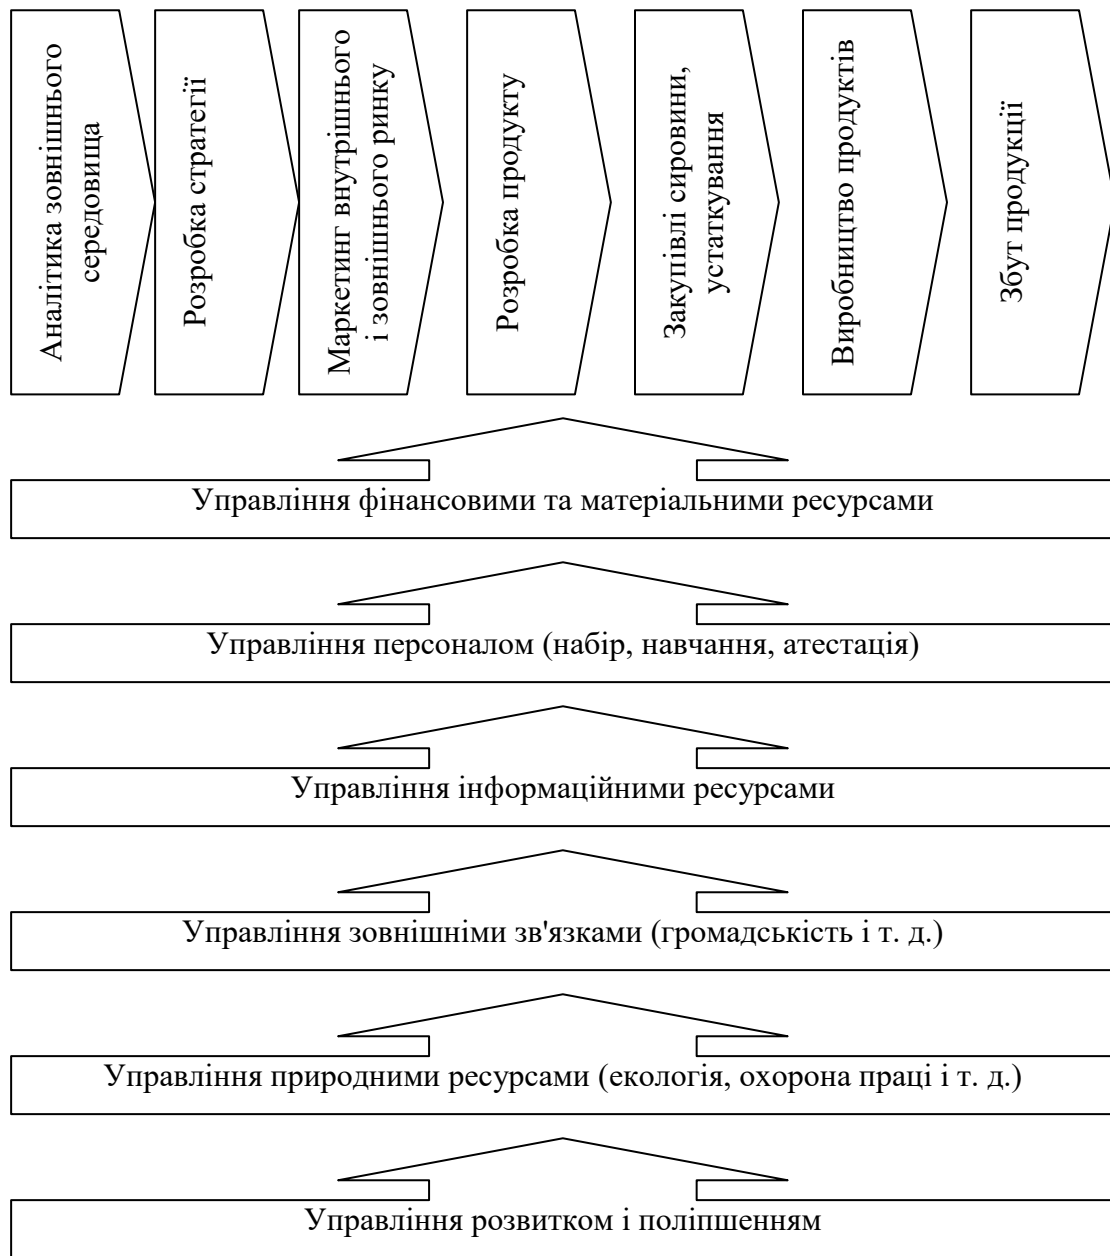 Аналітика зовнішнього
середовища
Розробка стратегії
Маркетинг внутрішнього
і зовнішнього ринку
Розробка продукту
Закупівлі сировини,
устаткування
Виробництво продуктів
Збут продукції
Управління фінансовими та матеріальними ресурсами
Управління персоналом (набір, навчання, атестація)
Управління інформаційними ресурсами
Управління зовнішніми зв'язками (громадськість і т. д.)
Управління природними ресурсами (екологія, охорона праці і т. д.)
Управління розвитком і поліпшенням